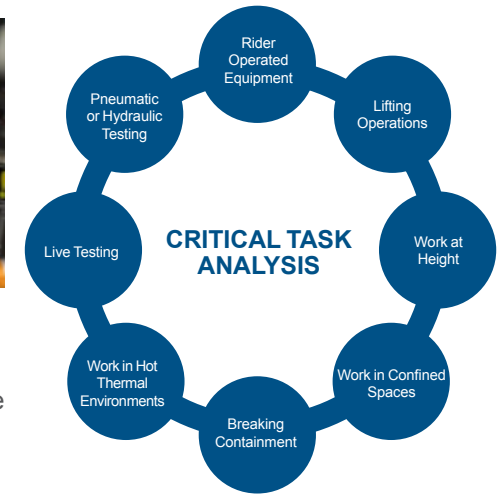 Rider
Operated
Equipment
Lifting
Operations
Work at
Height
Work in Confined
Spaces
Breaking
Containment
Work in Hot
Thermal
Environments
Live Testing
Pneumatic
or Hydraulic
Testing
CRITICAL TASK
ANALYSIS
e